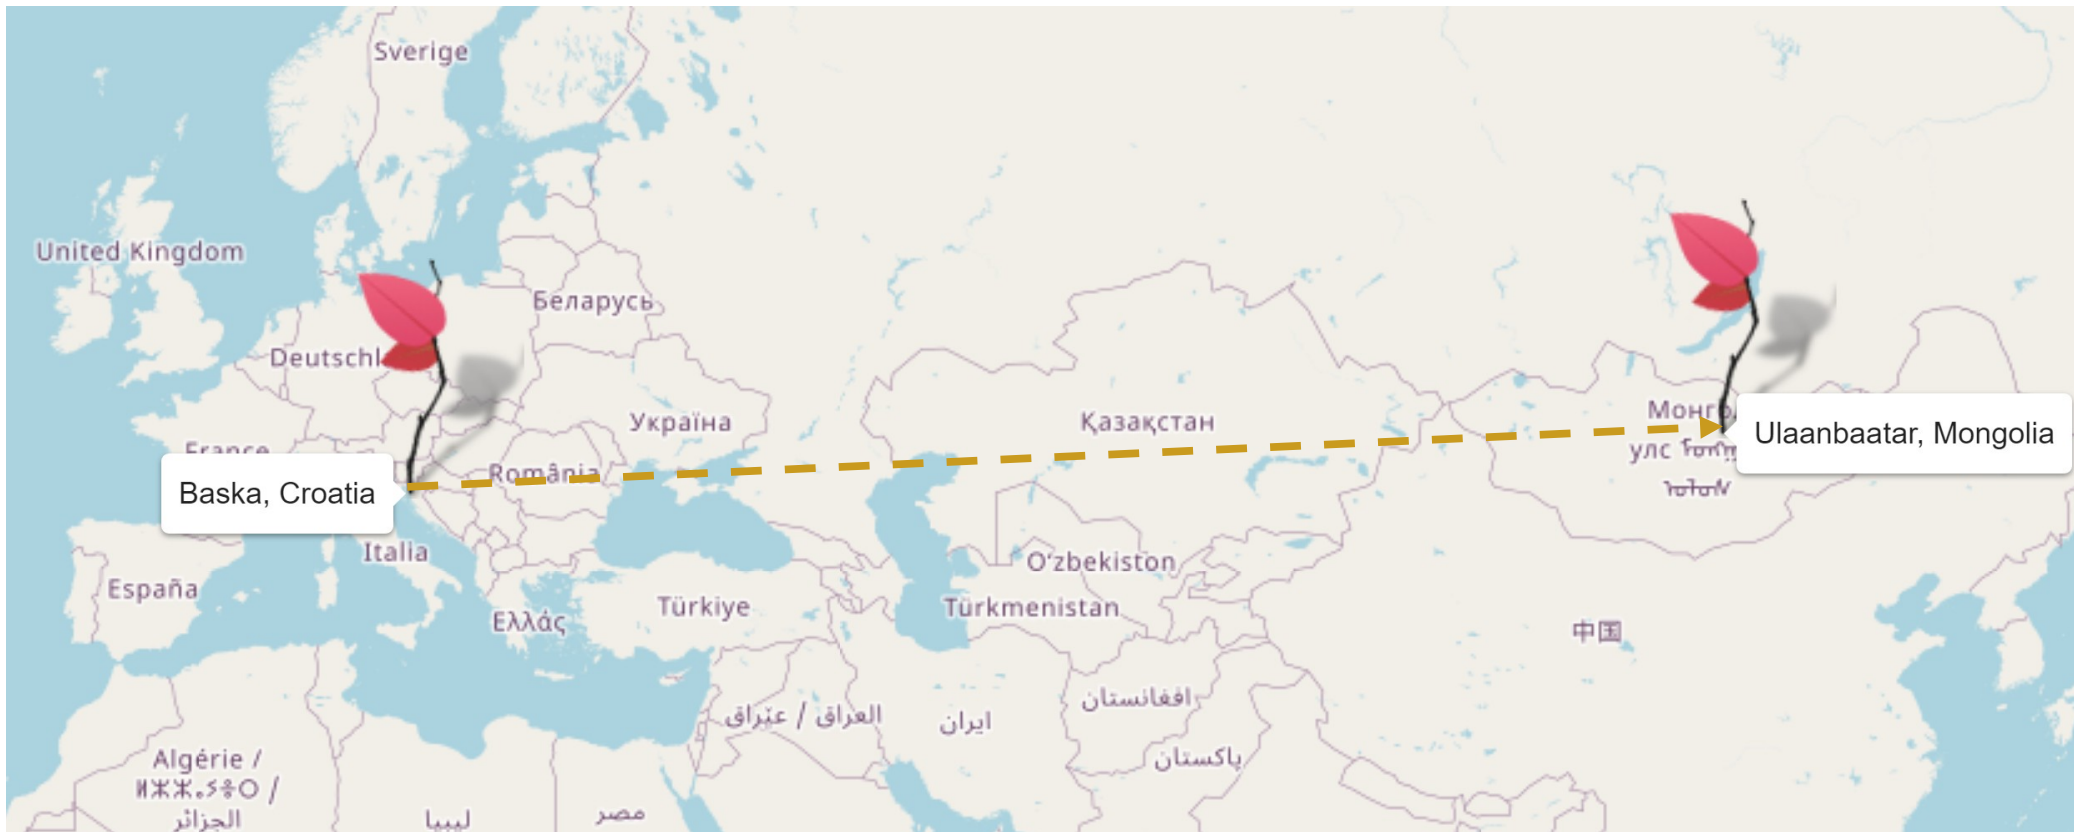 Sverige
United Kingdom
Беларусь
Deutschl
Україна
Қазақстан
Монго
улс
France
România
Baska, Croatia
Ulaanbaatar, Mongolia
Italia
España
O‘zbekiston
Türkiye
Türkmenistan
Ελλάς
中国
افغانستان
العراق / عێراق
ایران
پاکستان
Algérie /
ⵍⵣⵣⴰⵢⴻⵔ /
الجزائر
ليبيا
مصر